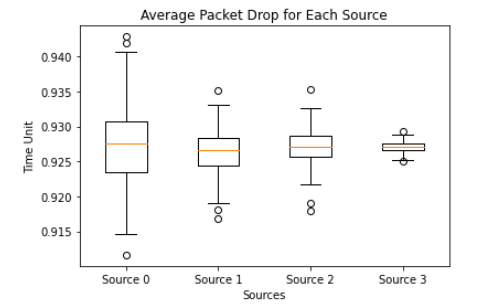 Average Packet Drop for Each Source
0.940
0.935
0.930
0.925
0.920
0.915
Time Unit
Source 0 Source 1 Source 2 Source 3
Sources